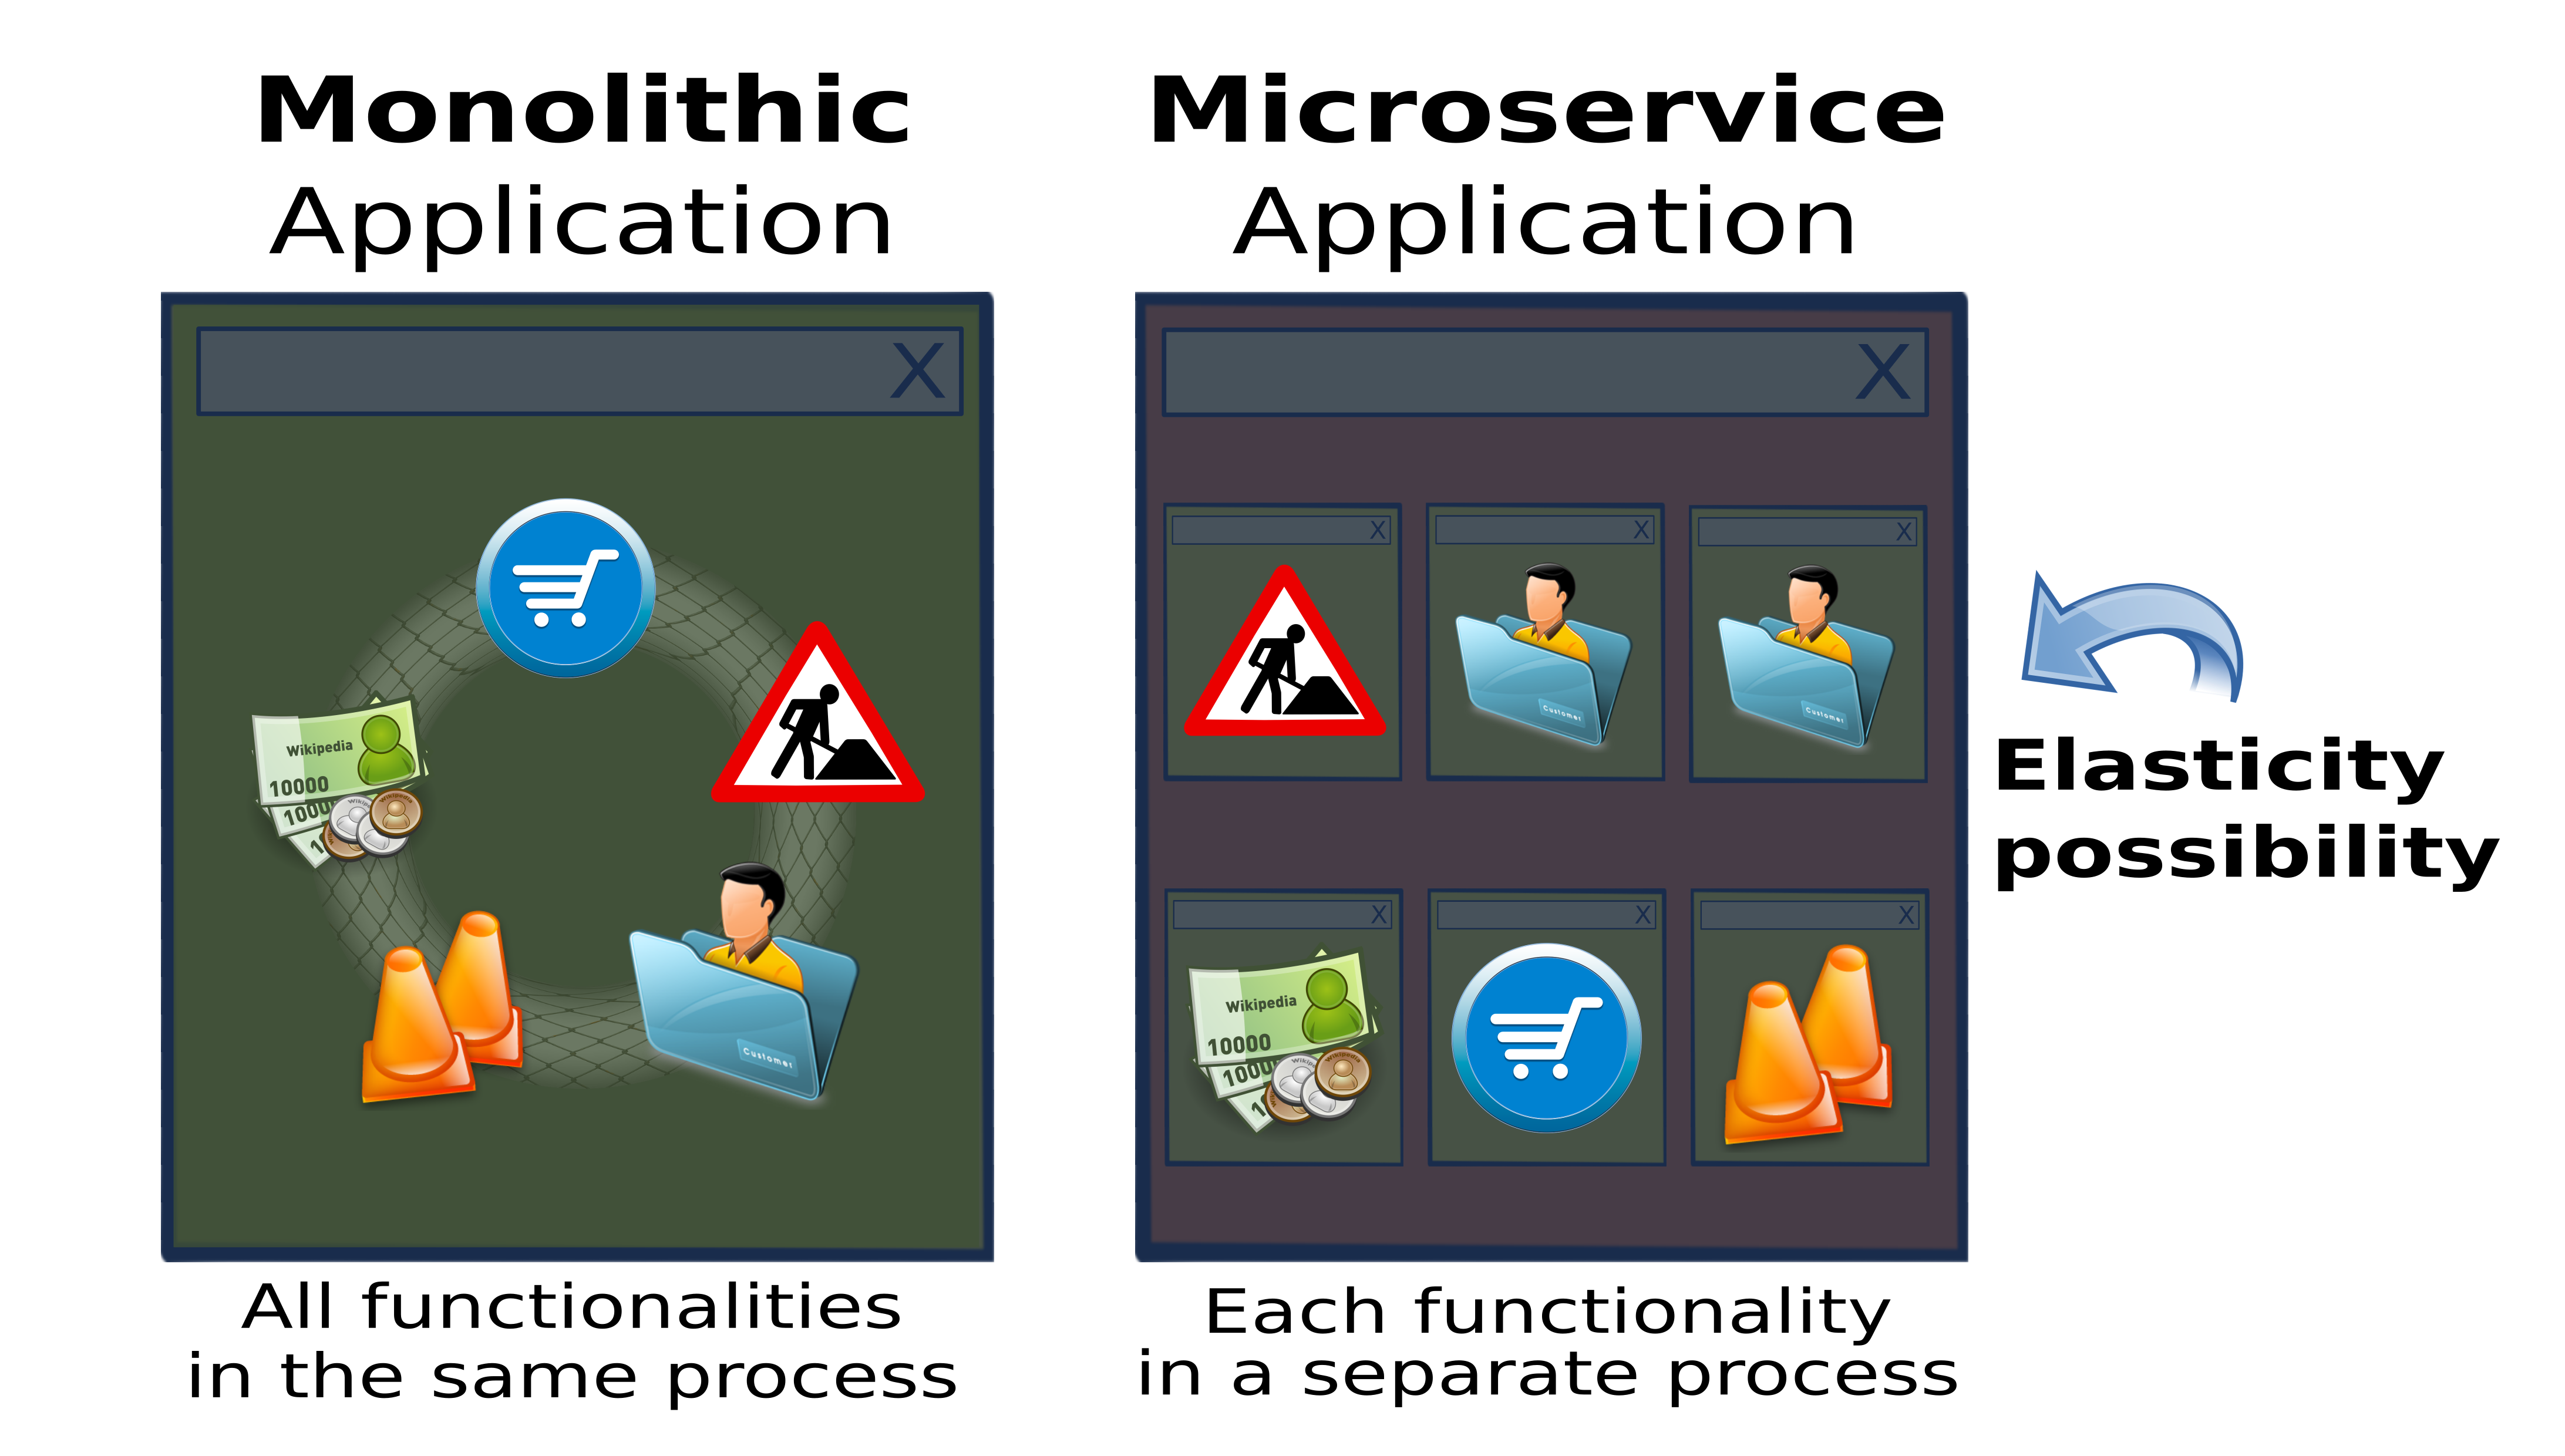 Monolithic
Application
X
Wikipedia
10000
1000
Customer
All functionalities
in the same process
Microservice
Application
X
X
X
X
Customer
Customer
X
X
X
Wikipedia
10000
1000
Each functionality
in a separate process
Elasticity
possibility